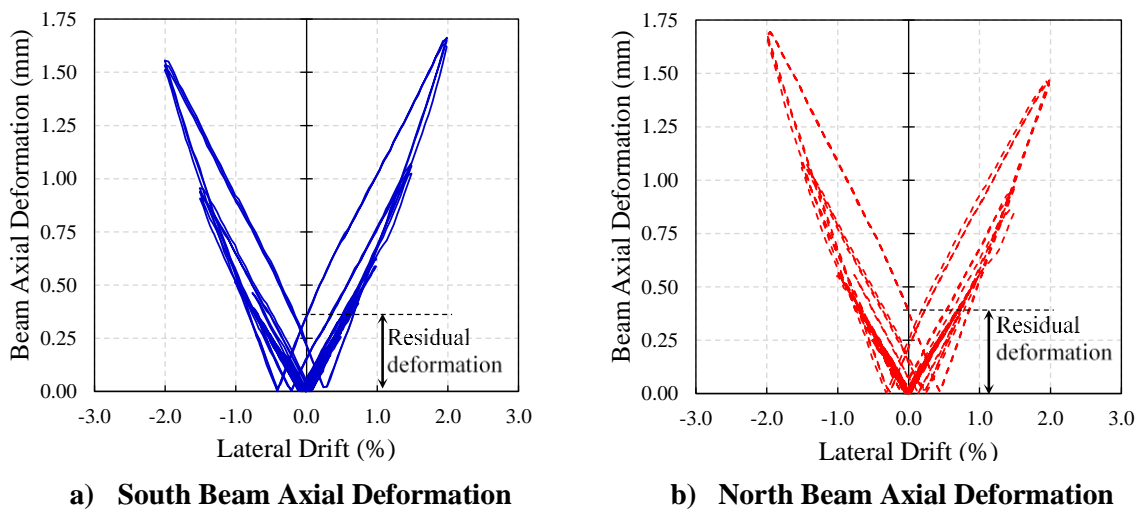 Beam Axial Deformation (mm)
1.75
1.50
1.25
1.00
0.75
0.50
0.25
0.00
Residual
deformation
-3.0 -2.0 -1.0 0.0 1.0 2.0 3.0
Lateral Drift (%)
a) South Beam Axial Deformation
Beam Axial Deformation (mm)
1.75
1.50
1.25
1.00
0.75
0.50
0.25
0.00
Residual
deformation
-3.0 -2.0 -1.0 0.0 1.0 2.0 3.0
Lateral Drift (%)
b) North Beam Axial Deformation